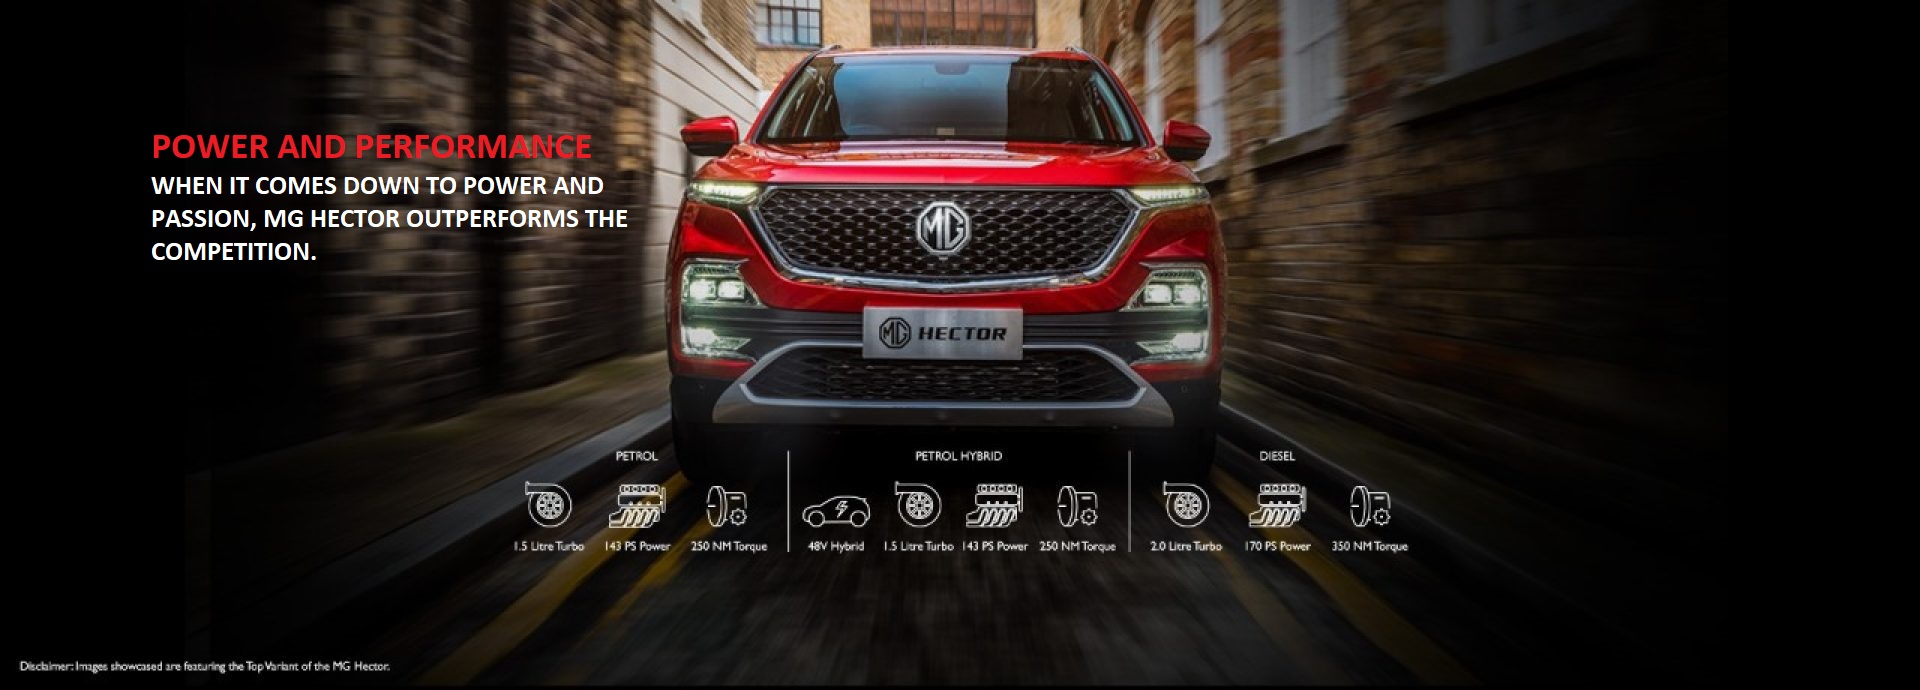 POWER AND PERFORMANCE
WHEN IT COMES DOWN TO POWER AND
PASSION, MG HECTOR OUTPERFORMS THE
COMPETITION.
MG
MG HECTOR
PETROL
1.5 Litre Turbo
143 PS Power
250 NM Torque
PETROL HYBRID
48V Hybrid
1.5 Litre Turbo
143 PS Power
250 NM Torque
DIESEL
2.0 Litre Turbo
170 PS Power
350 NM Torque
Disclaimer: Images showcased are featuring the Top Variant of the MG Hector.